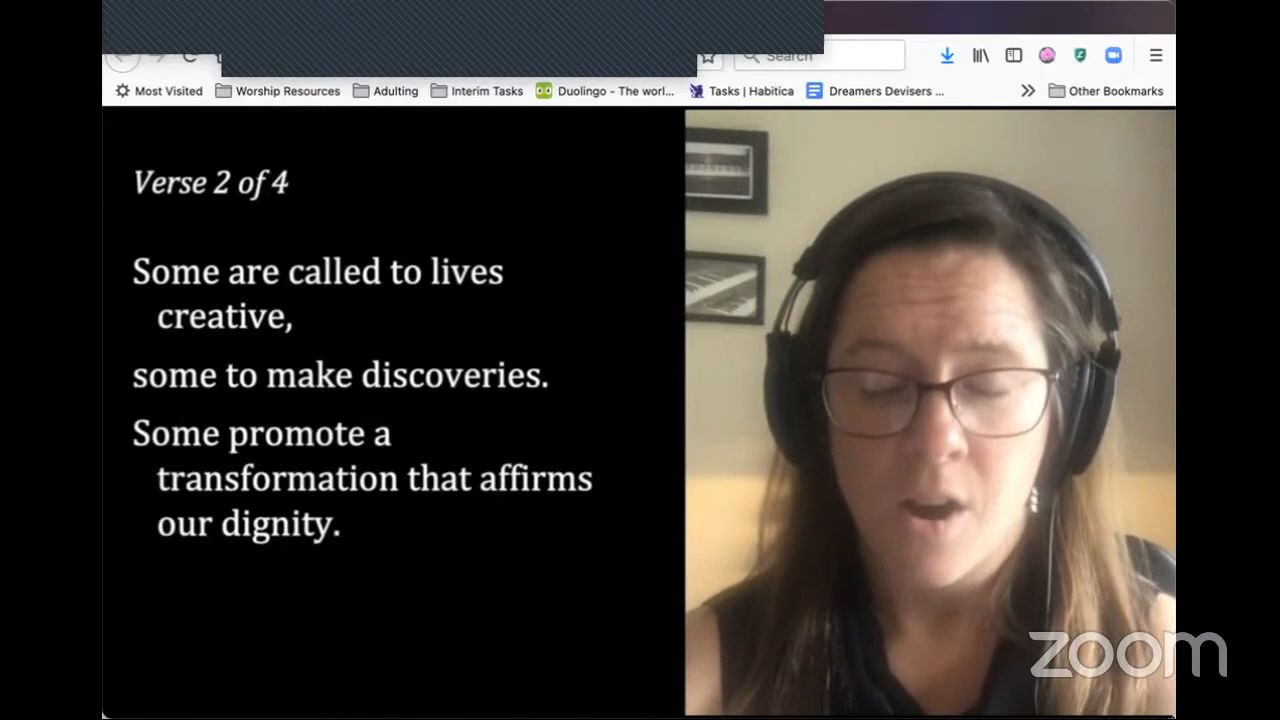 Search
Most Visited Worship Resources Adulting Interim Tasks Duolingo - The worl... Tasks | Habitica Dreamers Devisers ... Other Bookmarks
Verse 2 of 4
Some are called to lives
creative,
some to make discoveries.
Some promote a
transformation that affirms
our dignity.
zoom